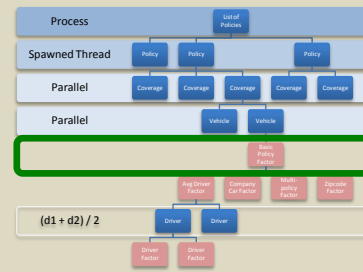 Process
List of
Policies
Spawned Thread
Policy
Policy
Policy
Parallel
Coverage
Coverage
Coverage
Coverage
Coverage
Parallel
Vehicle
Vehicle
Basic
Policy
Factor
Avg Driver
Factor
Company
Car Factor
Multi-
policy
Factor
Zipcode
Factor
(d1 + d2) / 2
Driver
Driver
Driver
Factor
Driver
Factor